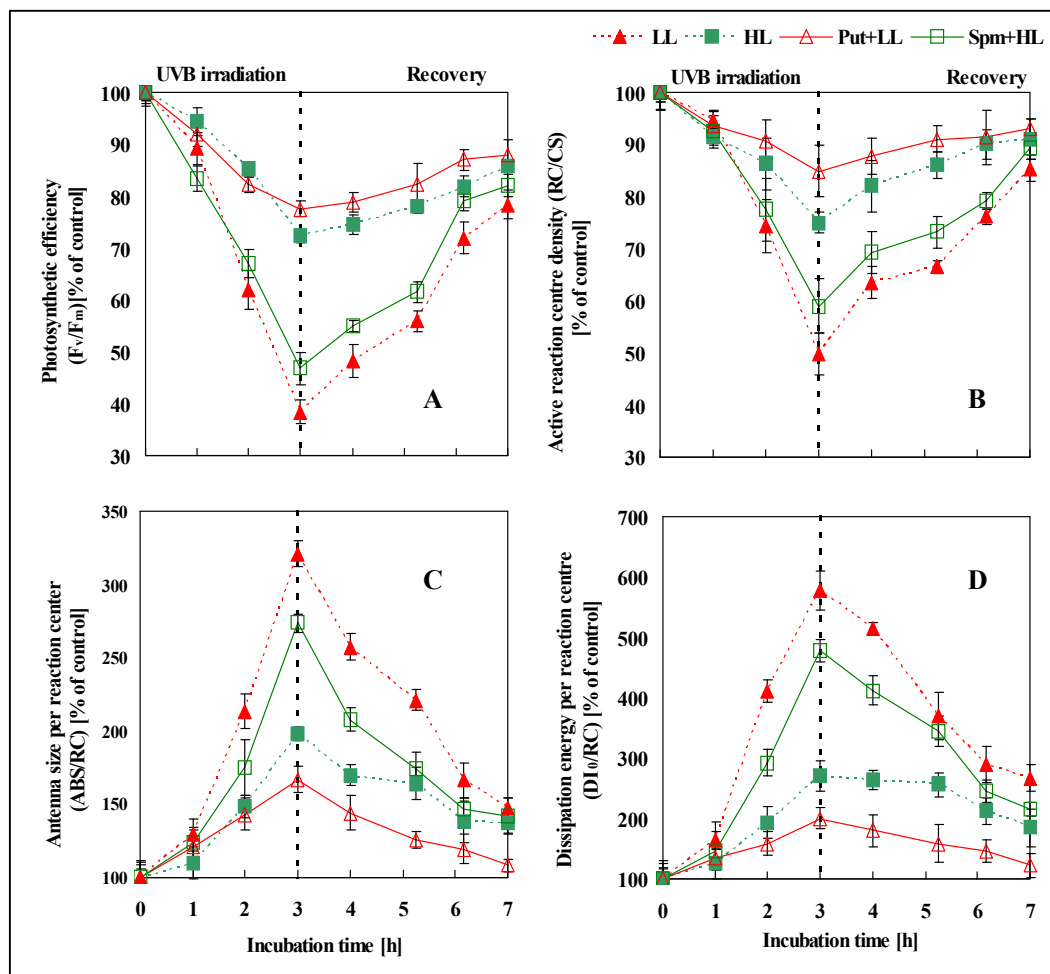 LL HL Put+LL Spm+HL
UVB irradiation Recovery
UVB irradiation Recovery
Photosynthetic efficiency
(Fv/Fm)[% of control]
100
90
80
70
60
50
40
30
A
Active reaction centre density (RC/CS)
[% of control]
100
90
80
70
60
50
40
30
B
Antenna size per reaction center
(ABS/RC) [% of control]
350
300
250
200
150
100
C
0 1 2 3 4 5 6 7
Incubation time [h]
Dissipation energy per reaction centre
(DI0/RC) [% of control]
700
600
500
400
300
200
100
D
0 1 2 3 4 5 6 7
Incubation time [h]